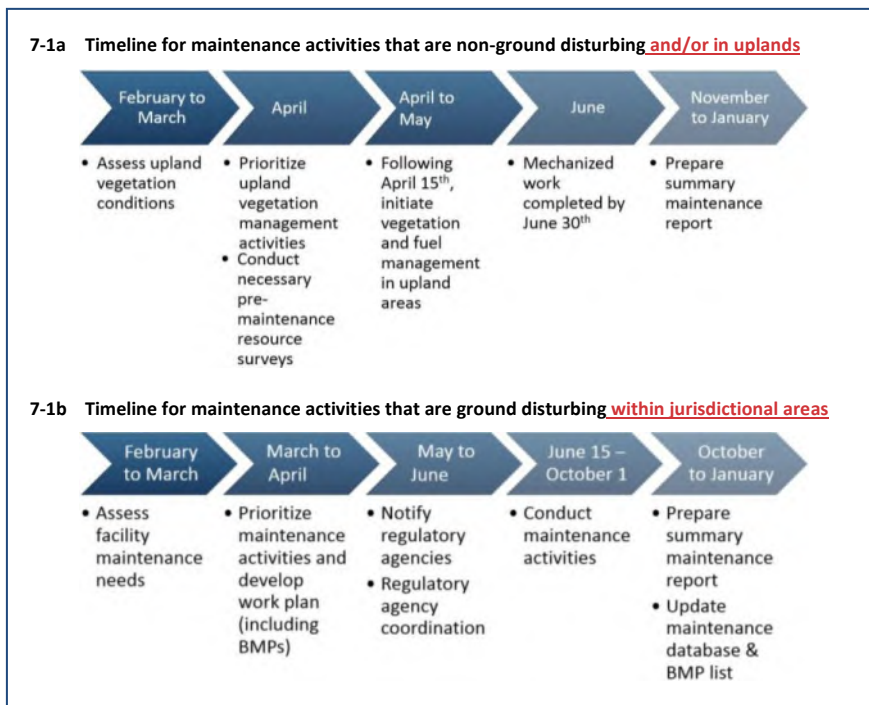 7-1a Timeline for maintenance activities that are non-ground disturbing and/or in uplands
February to
March
April
April to
May
June
November
to January
• Assess upland
vegetation
conditions
• Prioritize
upland
vegetation
management
activities
• Conduct
necessary
pre-
maintenance
resource
surveys
• Following
April 15th,
initiate
vegetation
and fuel
management
in upland
areas
• Mechanized
work
completed by
June 30th
• Prepare
summary
maintenance
report
7-1b Timeline for maintenance activities that are ground disturbing within jurisdictional areas
February
to March
March to
April
May to
June
June 15 –
October 1
October
to January
• Assess
facility
maintenance
needs
• Prioritize
maintenance
activities and
develop
work plan
(including
BMPs)
• Notify
regulatory
agencies
• Regulatory
agency
coordination
• Conduct
maintenance
activities
• Prepare
summary
maintenance
report
• Update
maintenance
database &
BMP list